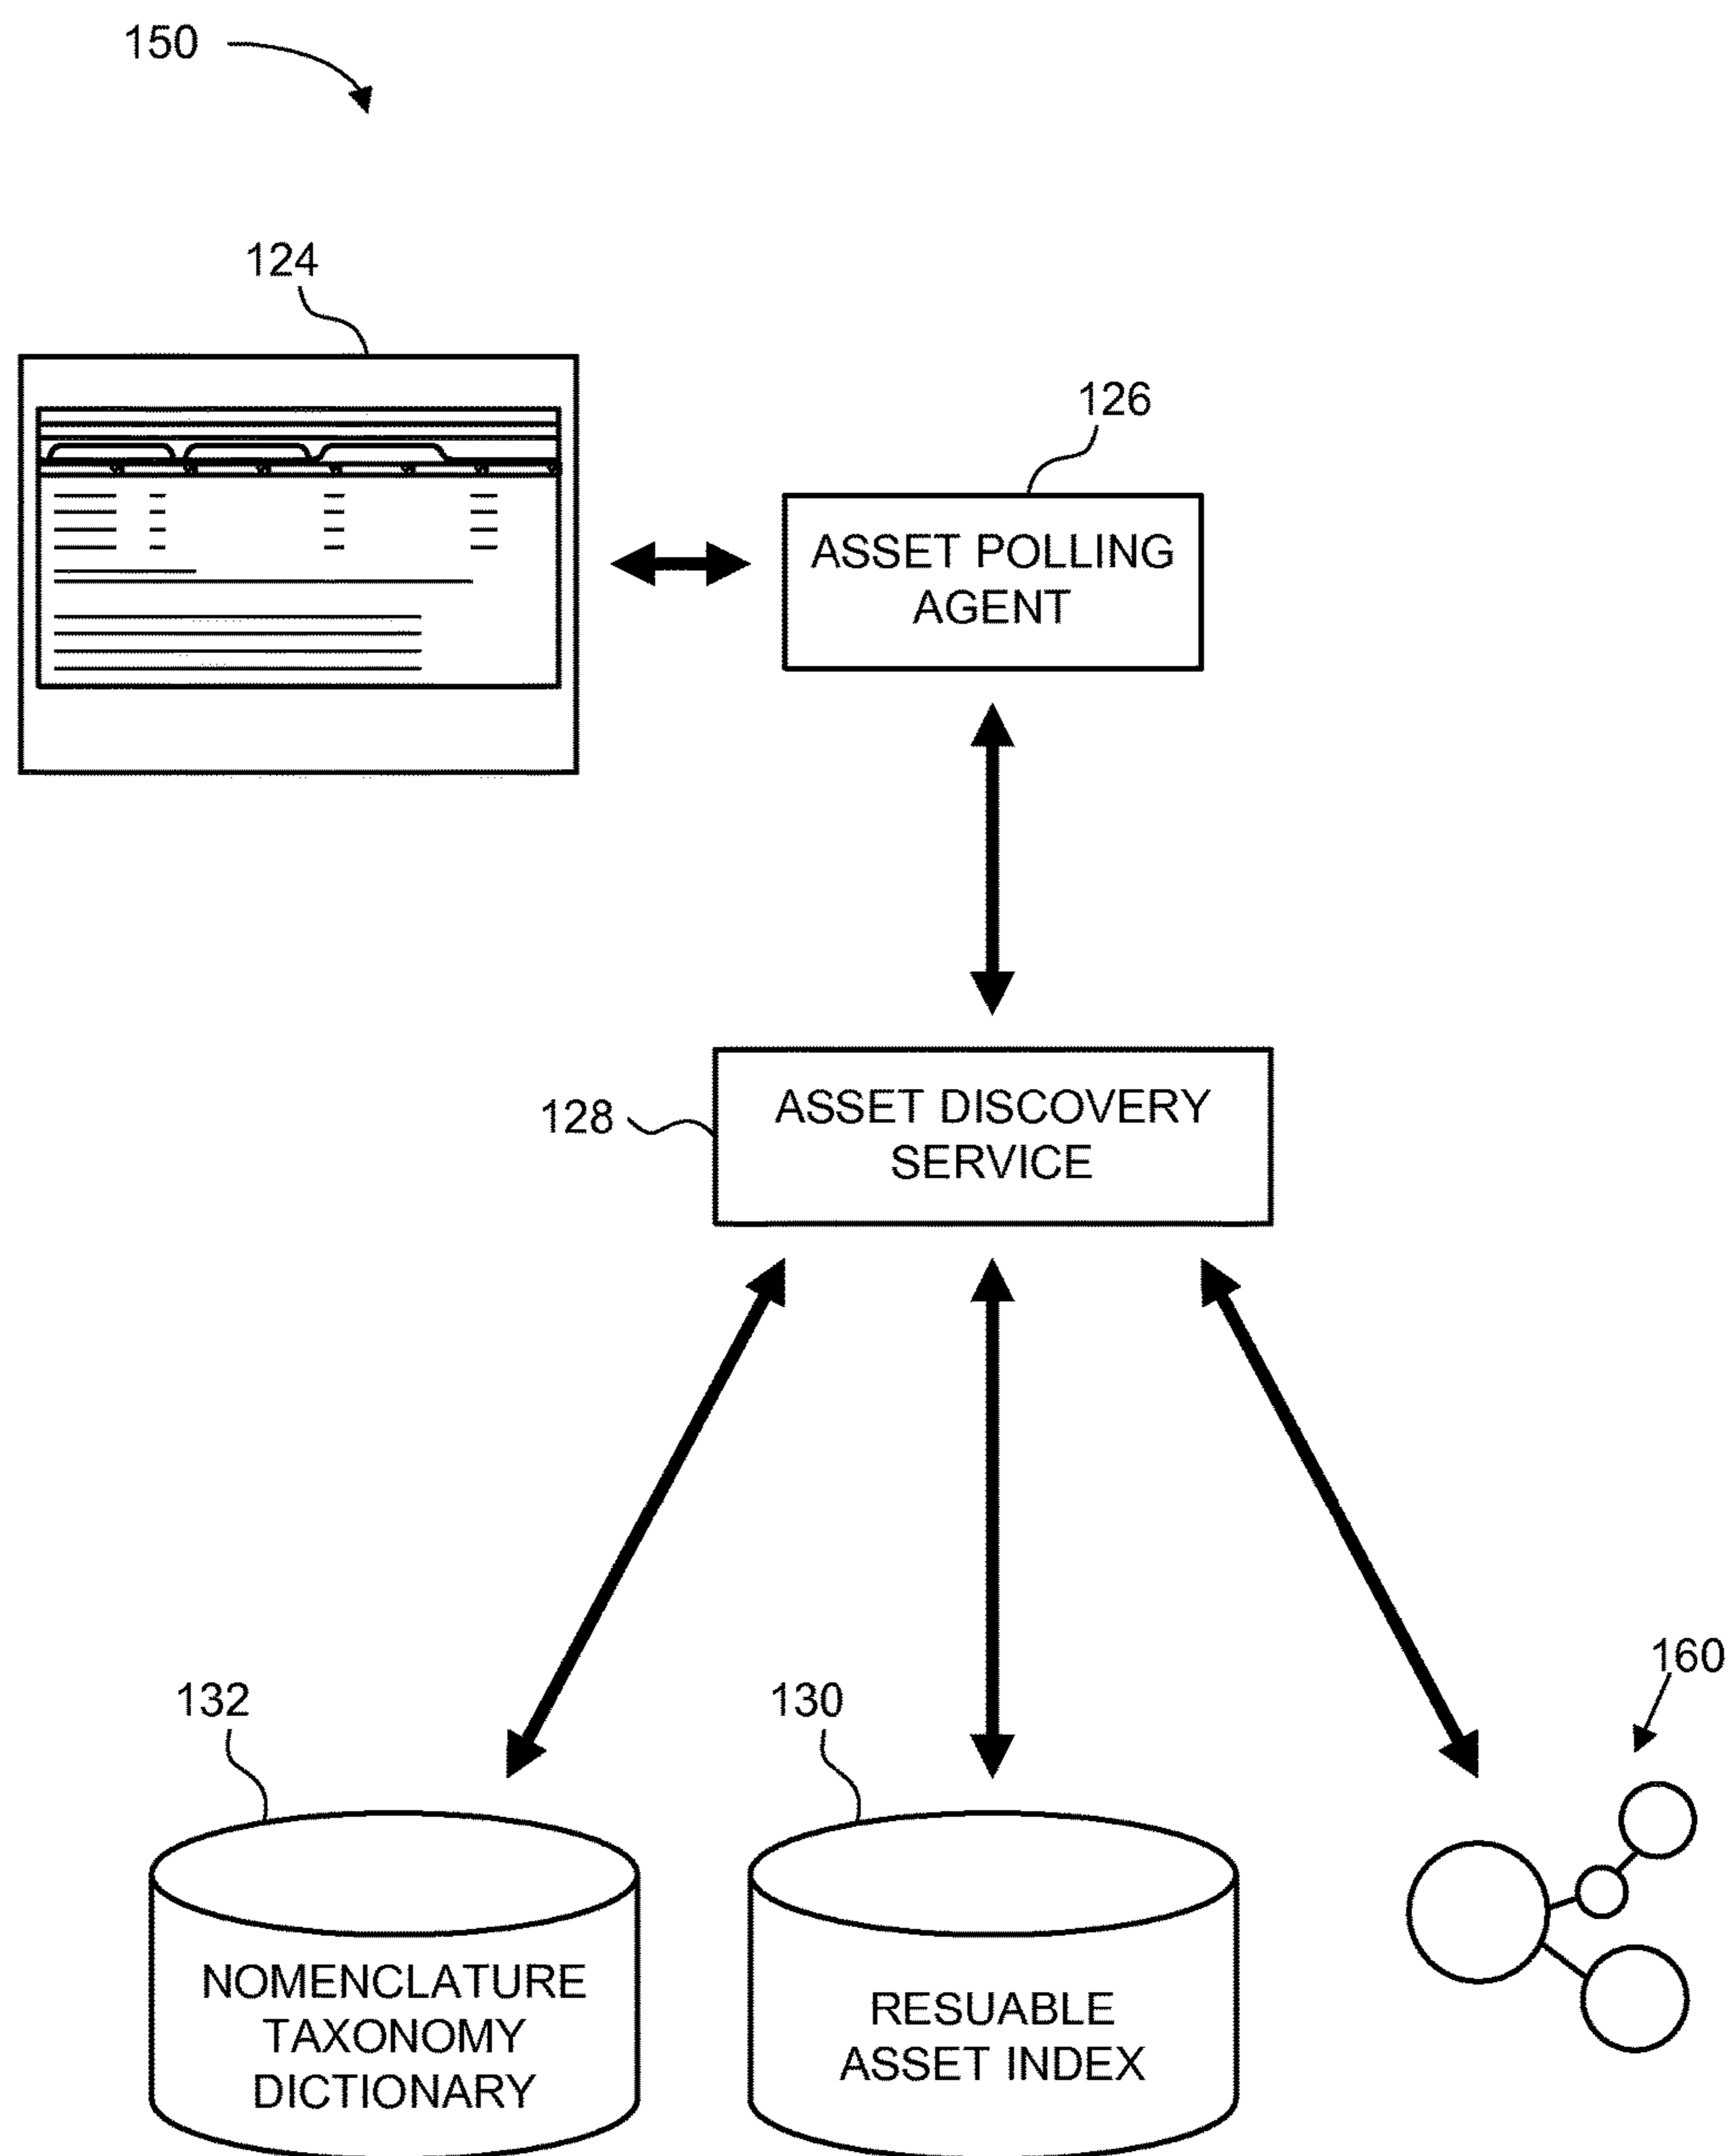 150
124
126
ASSET POLLING
AGENT
128
ASSET DISCOVERY
SERVICE
160
132
130
NOMENCLATURE
TAXONOMY
DICTIONARY
RESUABLE
ASSET INDEX